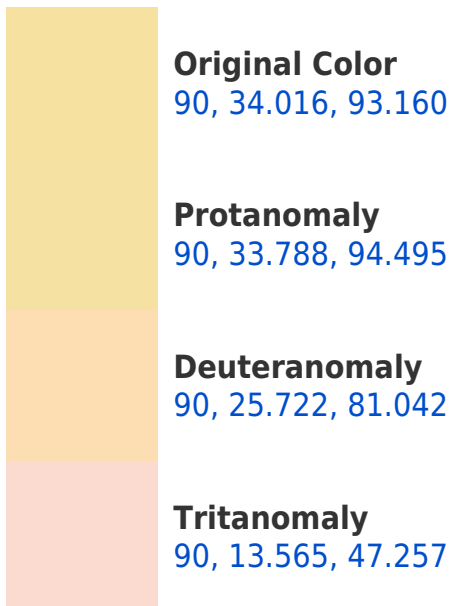 Original Color
90, 34.016, 93.160
Protanomaly
90, 33.788, 94.495
Deuteranomaly
90, 25.722, 81.042
Tritanomaly
90, 13.565, 47.257